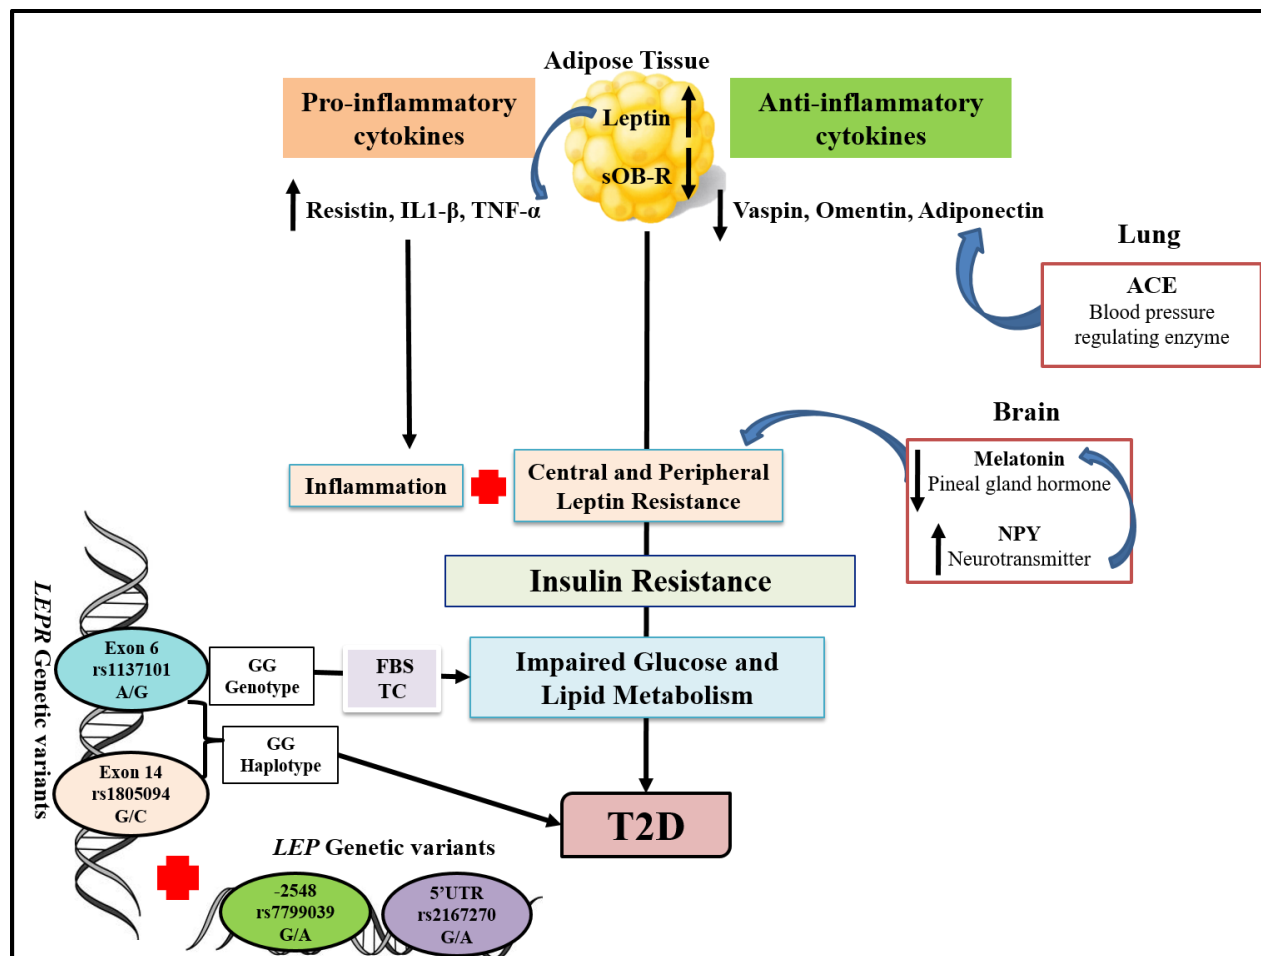 Adipose Tissue
Pro-inflammatory
cytokines
Leptin
sOB-R
Anti-inflammatory
cytokines
Resistin, IL1-β, TNF-α
Vaspin, Omentin, Adiponectin
Lung
ACE
Blood pressure
regulating enzyme
Brain
Melatonin
Pineal gland hormone
NPY
Neurotransmitter
Inflammation
Central and Peripheral
Leptin Resistance
Insulin Resistance
LEPR Genetic variants
Exon 6
rs1137101
A/G
GG
Genotype
FBS
TC
Impaired Glucose and
Lipid Metabolism
GG
Haplotype
Exon 14
rs1805094
G/C
T2D
LEP Genetic variants
-2548
rs7799039
G/A
5’UTR
rs2167270
G/A